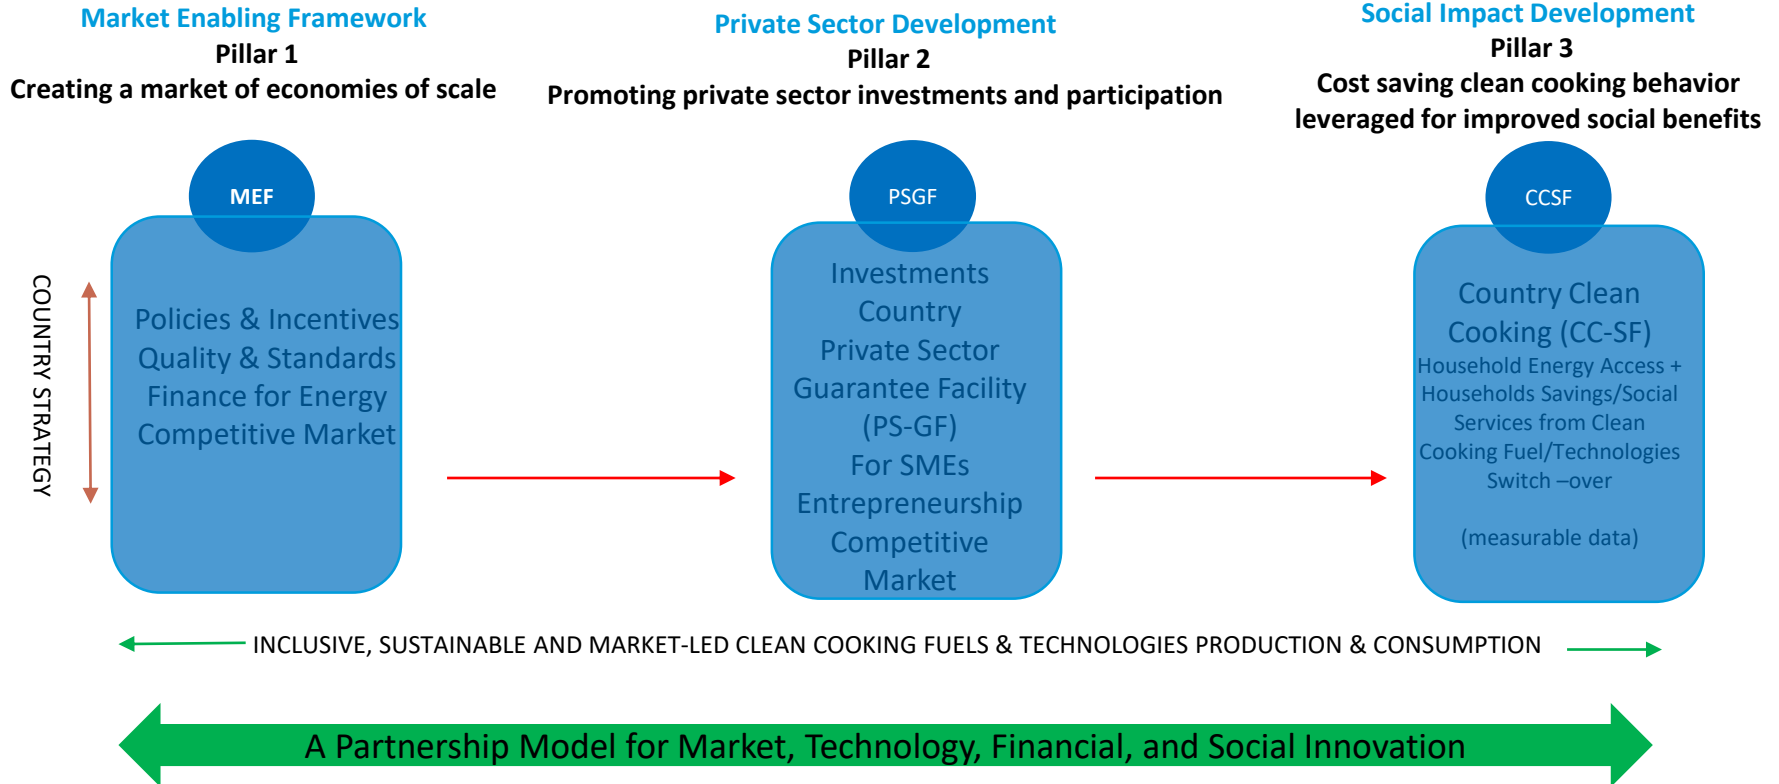 Market Enabling Framework
Pillar 1
Creating a market of economies of scale
Private Sector Development
Pillar 2
Promoting private sector investments and participation
Social Impact Development
Pillar 3
Cost saving clean cooking behavior
leveraged for improved social benefits
COUNTRY STRATEGY
MEF
Policies & Incentives
Quality & Standards
Finance for Energy
Competitive Market
PSGF
Investments
Country
Private Sector
Guarantee Facility
(PS-GF)
For SMEs
Entrepreneurship
Competitive
Market
CCSF
Country Clean
Cooking (CC-SF)
Household Energy Access +
Households Savings/Social
Services from Clean
Cooking Fuel/Technologies
Switch –over
(measurable data)
INCLUSIVE, SUSTAINABLE AND MARKET-LED CLEAN COOKING FUELS & TECHNOLOGIES PRODUCTION & CONSUMPTION
A Partnership Model for Market, Technology, Financial, and Social Innovation